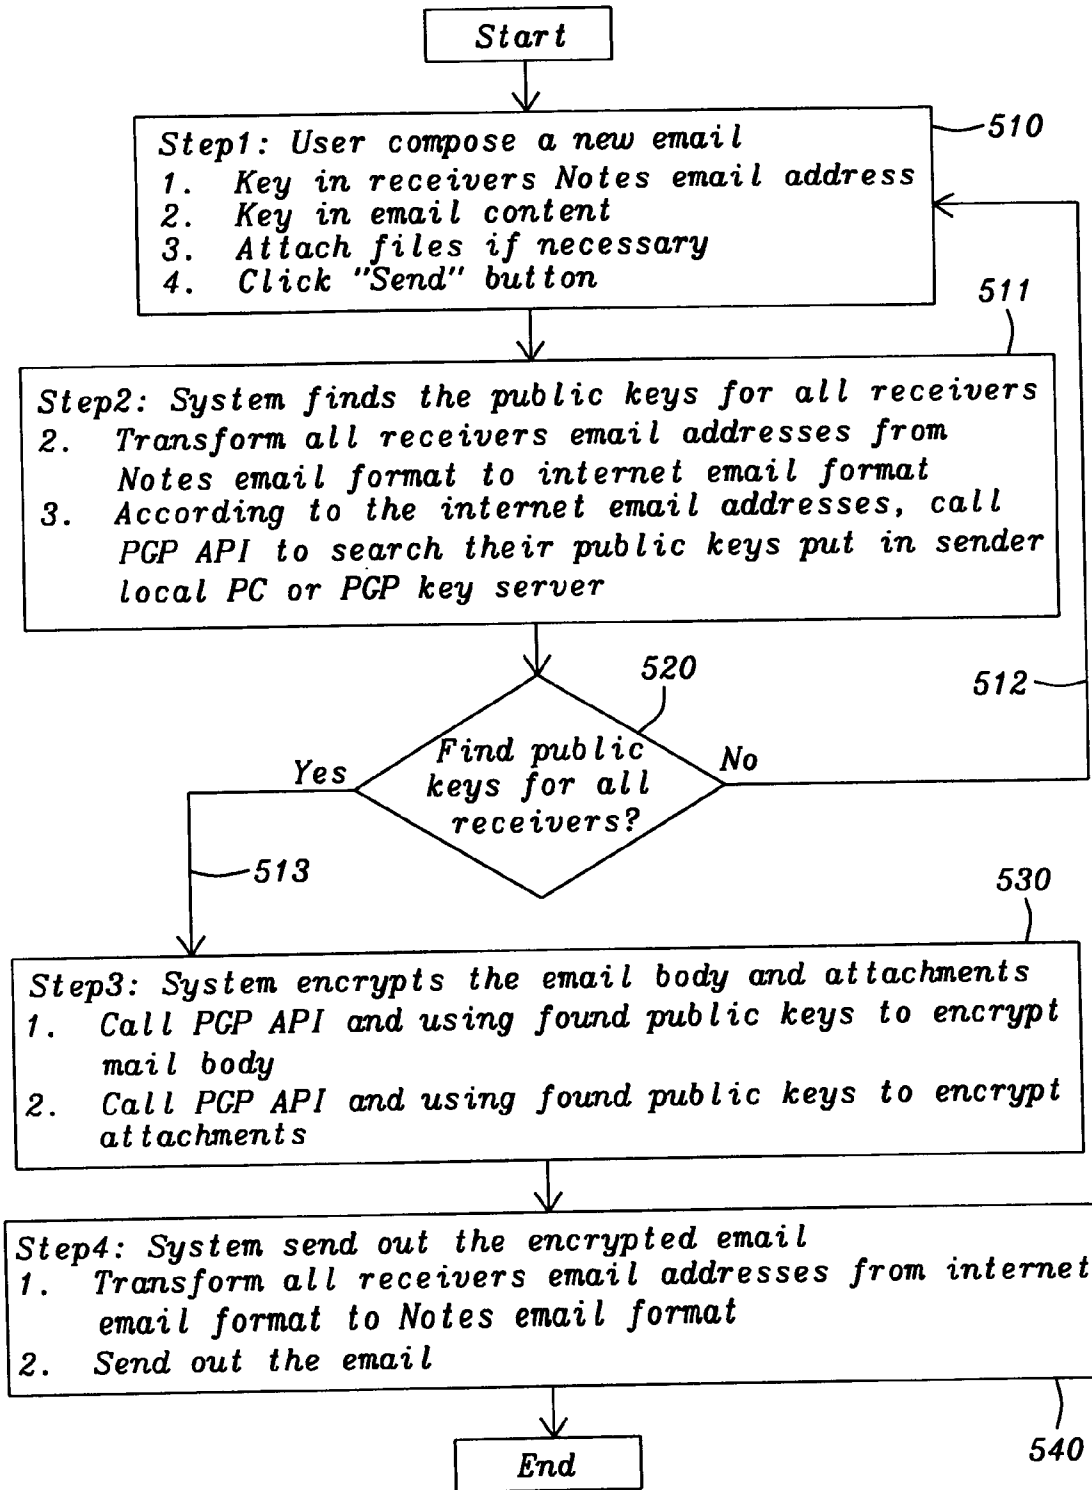 Start
510
Step1: User compose a new email
1. Key in receivers Notes email address
2. Key in email content
3. Attach files if necessary
4. Click "Send" button
511
Step2: System finds the public keys for all receivers
2. Transform all receivers email addresses from
Notes email format to internet email format
3. According to the internet email addresses, call
PGP API to search their public keys put in sender
local PC or PGP key server
520
512
Find public
keys for all
receivers?
Yes
No
513
530
Step3: System encrypts the email body and attachments
1. Call PGP API and using found public keys to encrypt
mail body
2. Call PGP API and using found public keys to encrypt
attachments
Step4: System send out the encrypted email
1. Transform all receivers email addresses from internet
email format to Notes email format
2. Send out the email
540
End